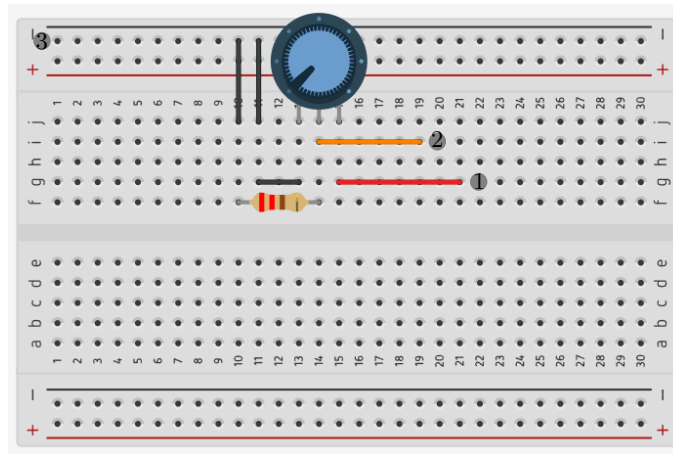 3 − −
+ +
1 2 3 4 5 6 7 8 9 10 11 12 13 14 15 16 17 18 19 20 21 22 23 24 25 26 27 28 29 30
j j
i 2 i
h h
g 1 g
f f
e e
d d
c c
b b
a a
1 2 3 4 5 6 7 8 9 10 11 12 13 14 15 16 17 18 19 20 21 22 23 24 25 26 27 28 29 30
− −
+ +